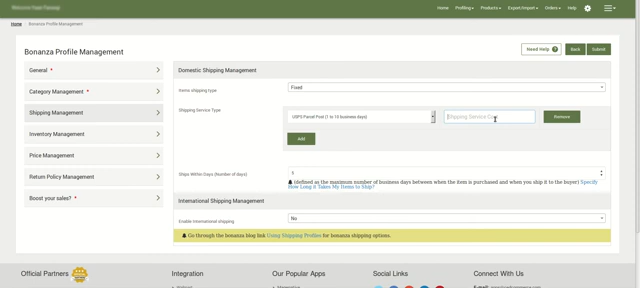 Home Profiling Products Export/Import Orders Help
Home > Bonanza Profile Management
Bonanza Profile Management
Need Help ? Back Submit
General *
Category Management *
Shipping Management
Inventory Management
Price Management
Return Policy Management
Boost your sales? *
Domestic Shipping Management
Items shipping type
Fixed
Shipping Service Type
USPS Parcel Post (1 to 10 business days)
Shipping Service Cost
Remove
Add
Ships Within Days (Number of days)
(defined as the maximum number of business days between when the item is purchased and when you ship it to the buyer) Specify
How Long it Takes My Items to Ship?
International Shipping Management
Enable International shipping
No
Go through the bonanza blog link Using Shipping Profiles for bonanza shipping options.
Official Partners
Integration
Our Popular Apps
Social Links
Connect With Us